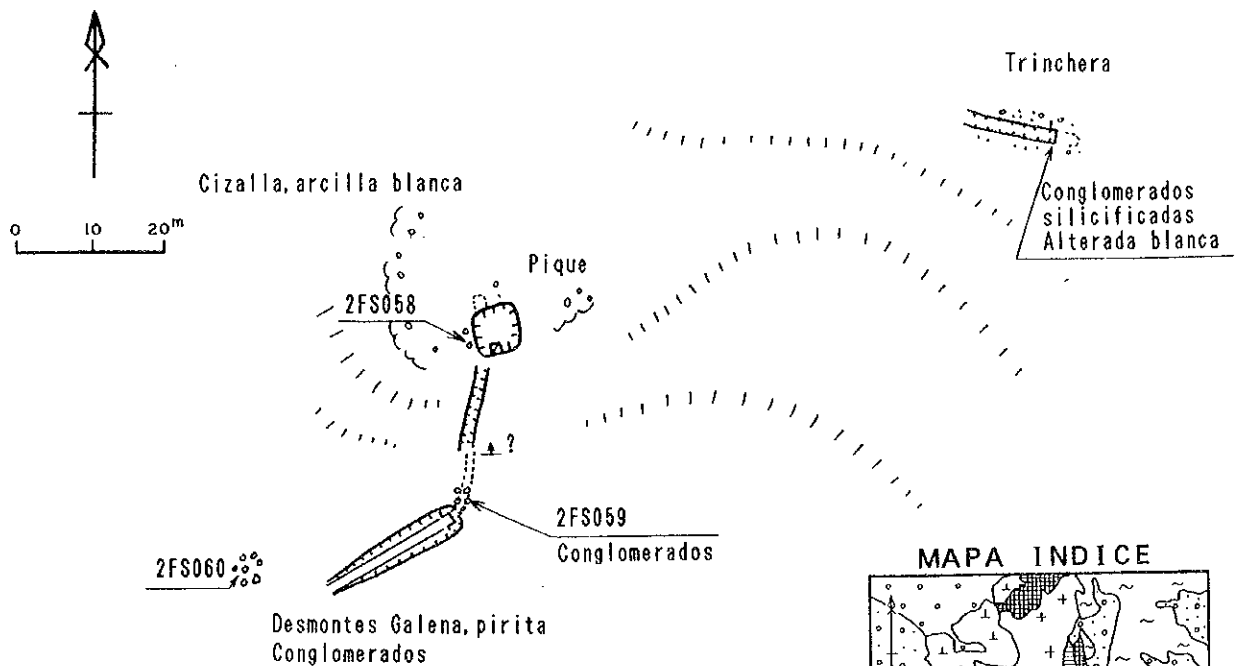 Trinchera
Cizalla, arcilla blanca
0 10 20m
Conglomerados
silicificadas
Alterada blanca
Pique
2FS058
?
2FS059
Conglomerados
2FS060
MAPA INDICE
Desmontes Galena, pirita
Conglomerados